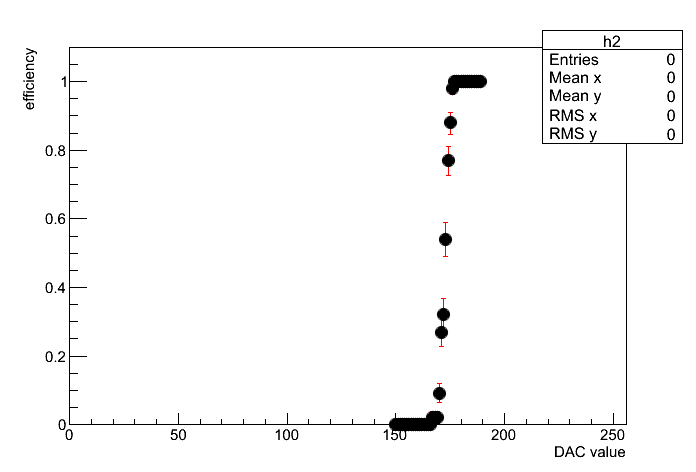 h2
Entries 0
Mean x 0
Mean y 0
RMS x 0
RMS y 0
efficiency
1
0.8
0.6
0.4
0.2
0
0 50 100 150 200 250
DAC value